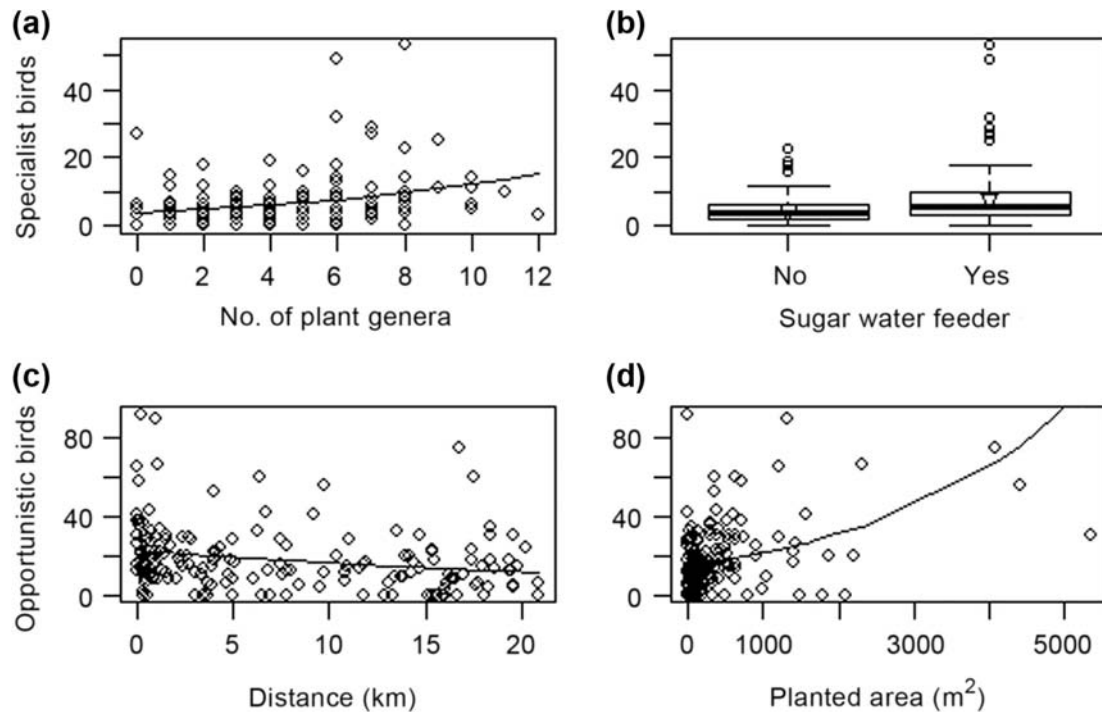 (a)
Specialist birds
40
20
0
0 2 4 6 8 10 12
No. of plant genera
(b)
40
20
0
No Yes
Sugar water feeder
(c)
Opportunistic birds
80
40
0
0 5 10 15 20
Distance (km)
(d)
80
40
0
0 1000 3000 5000
Planted area (m²)